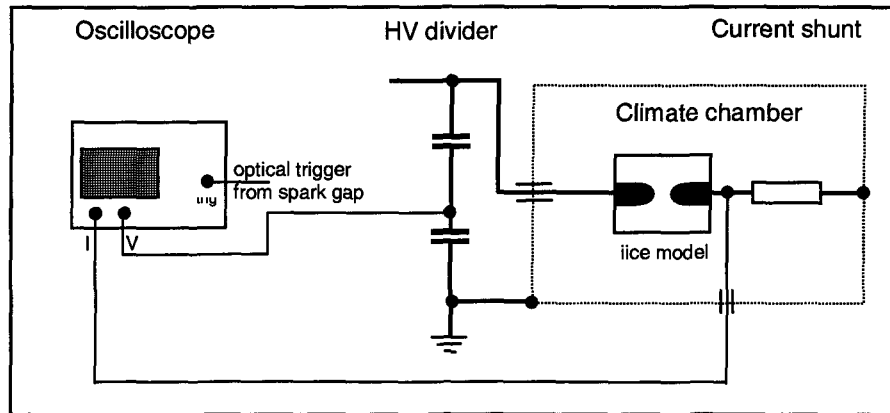 Oscilloscope
HV divider
Current shunt
Climate chamber
optical trigger
from spark gap
I
V
iice model